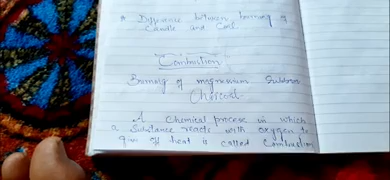 * Difference between burning of
Candle and Coal.
Combustion
Burning of magnesium
Charcoal
A Chemical process in which
a Substance reacts with oxygen to
give off heat is called Combustion